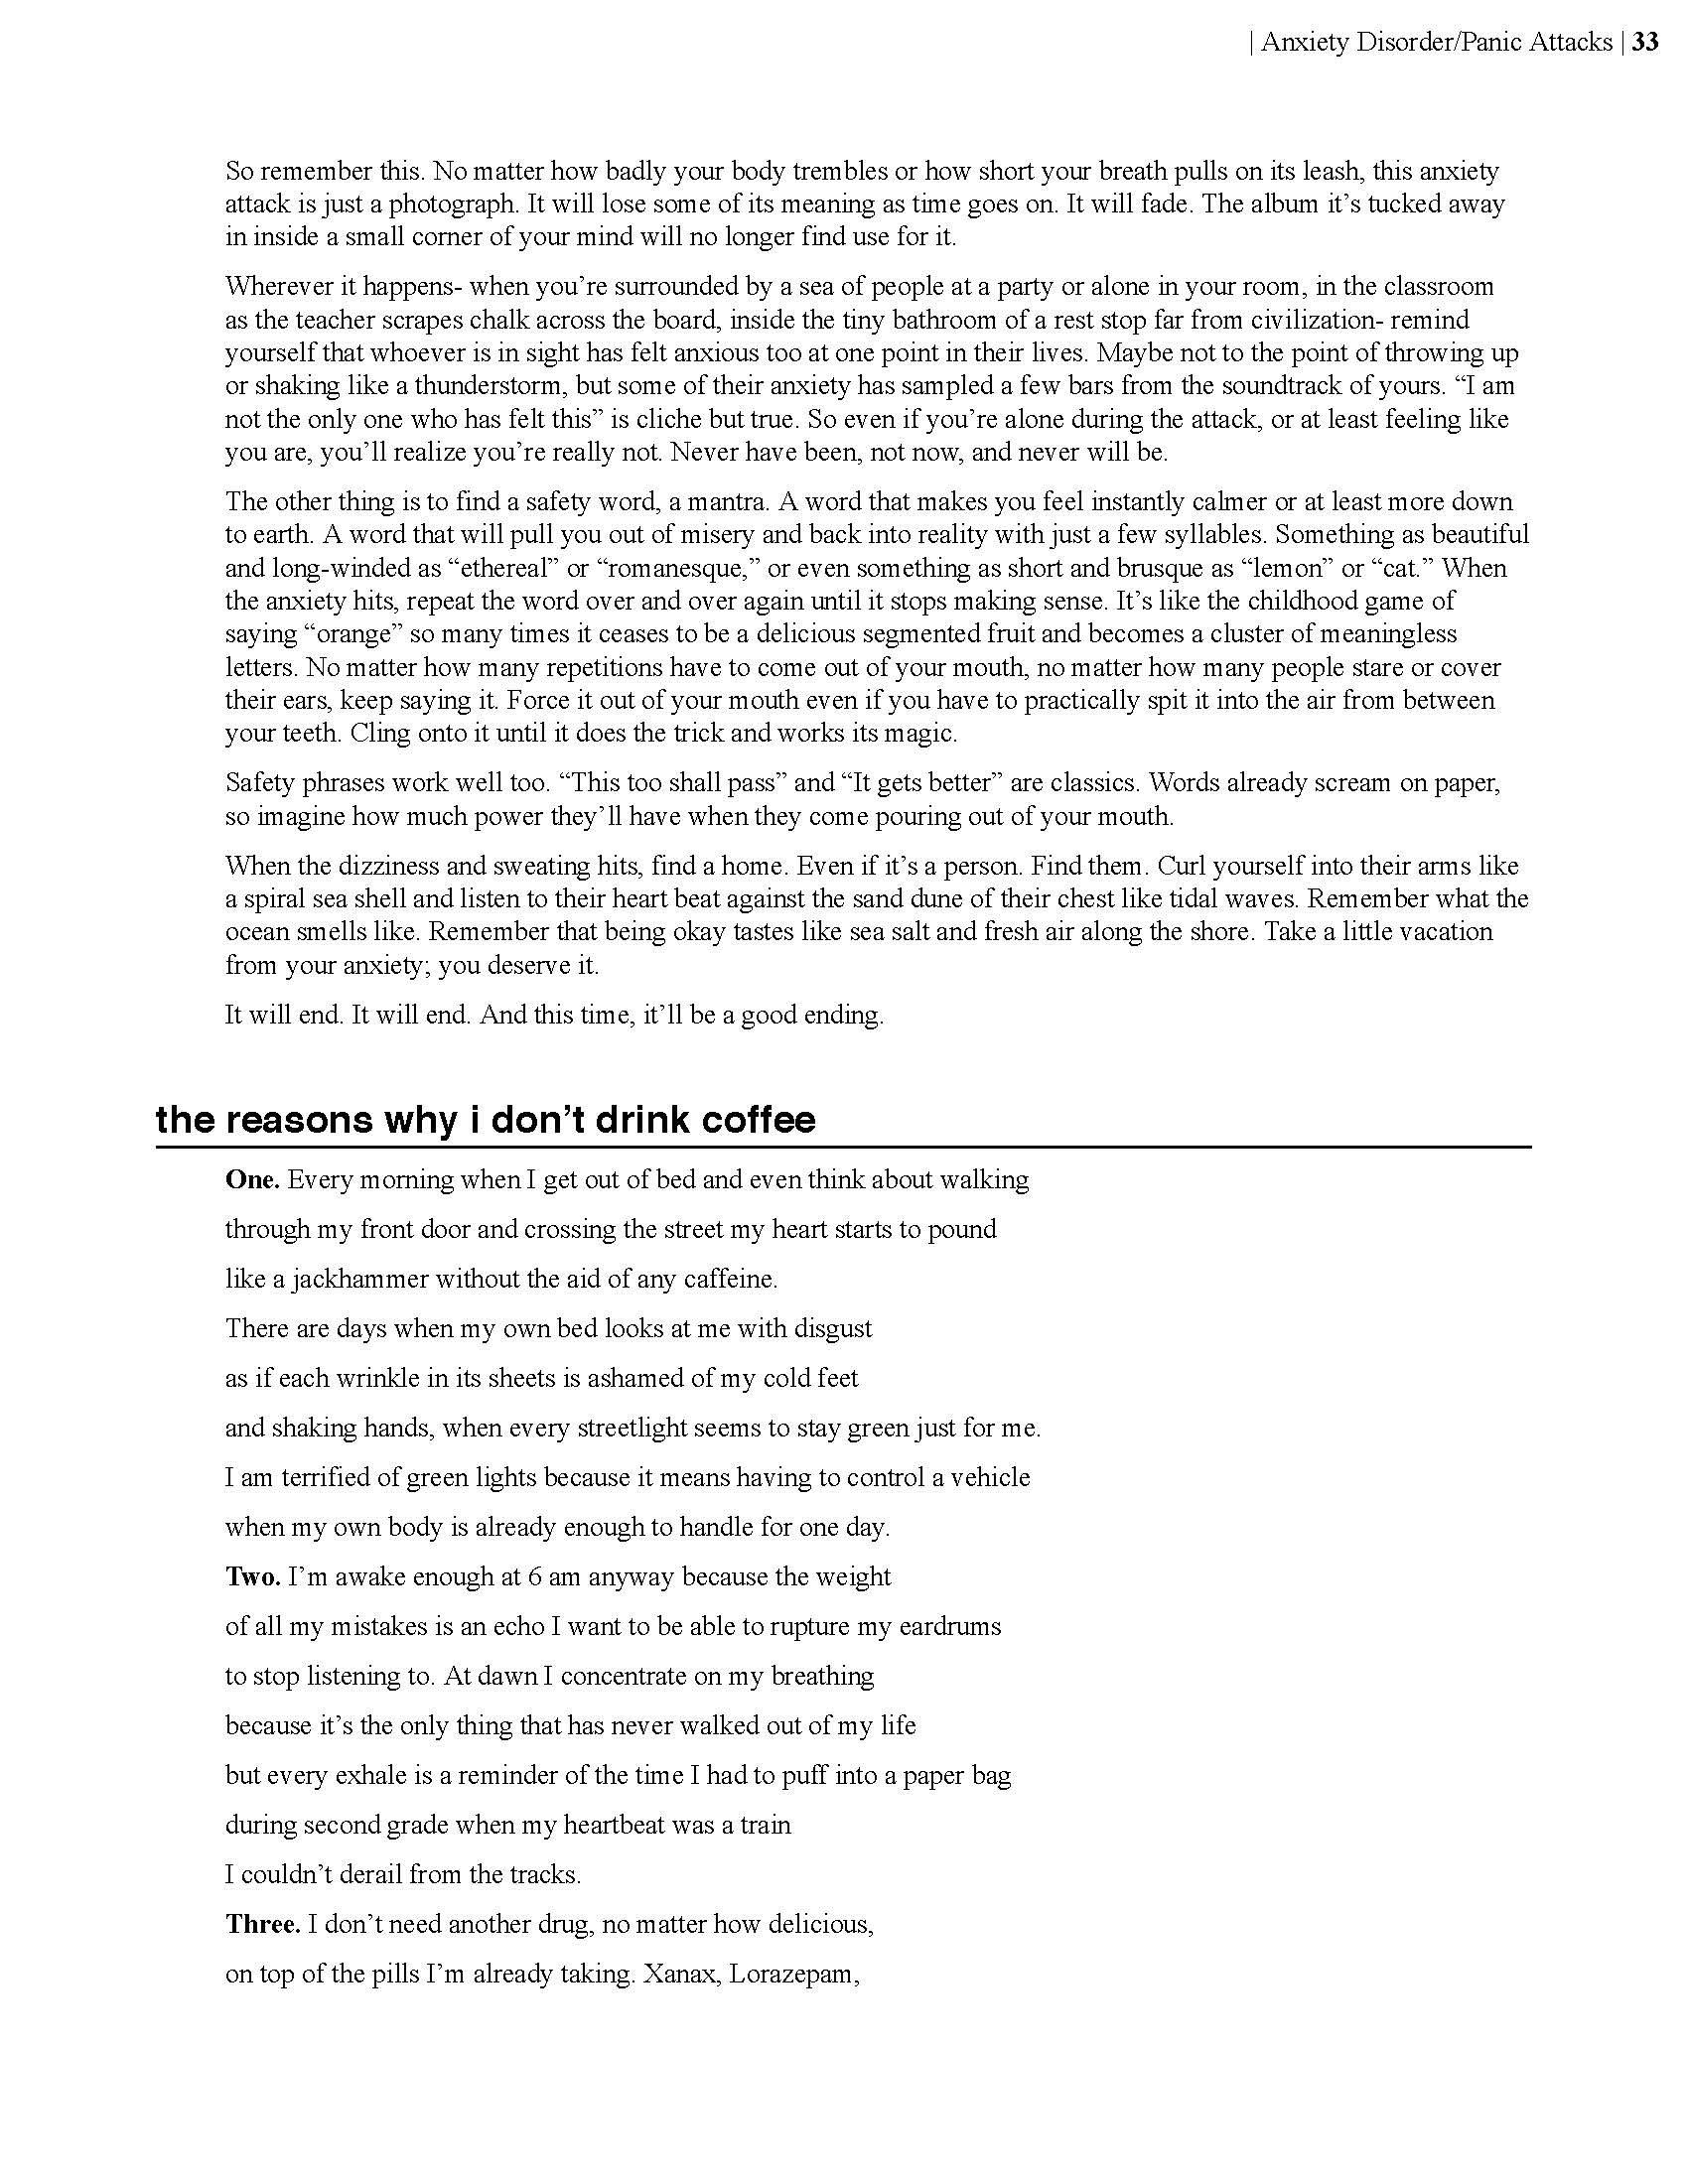 | Anxiety Disorder/Panic Attacks | 33
So remember this. No matter how badly your body trembles or how short your breath pulls on its leash, this anxiety
attack is just a photograph. It will lose some of its meaning as time goes on. It will fade. The album it’s tucked away
in inside a small corner of your mind will no longer find use for it.
Wherever it happens- when you’re surrounded by a sea of people at a party or alone in your room, in the classroom
as the teacher scrapes chalk across the board, inside the tiny bathroom of a rest stop far from civilization- remind
yourself that whoever is in sight has felt anxious too at one point in their lives. Maybe not to the point of throwing up
or shaking like a thunderstorm, but some of their anxiety has sampled a few bars from the soundtrack of yours. “I am
not the only one who has felt this” is cliche but true. So even if you’re alone during the attack, or at least feeling like
you are, you’ll realize you’re really not. Never have been, not now, and never will be.
The other thing is to find a safety word, a mantra. A word that makes you feel instantly calmer or at least more down
to earth. A word that will pull you out of misery and back into reality with just a few syllables. Something as beautiful
and long-winded as “ethereal” or “romanesque,” or even something as short and brusque as “lemon” or “cat.” When
the anxiety hits, repeat the word over and over again until it stops making sense. It’s like the childhood game of
saying “orange” so many times it ceases to be a delicious segmented fruit and becomes a cluster of meaningless
letters. No matter how many repetitions have to come out of your mouth, no matter how many people stare or cover
their ears, keep saying it. Force it out of your mouth even if you have to practically spit it into the air from between
your teeth. Cling onto it until it does the trick and works its magic.
Safety phrases work well too. “This too shall pass” and “It gets better” are classics. Words already scream on paper,
so imagine how much power they’ll have when they come pouring out of your mouth.
When the dizziness and sweating hits, find a home. Even if it’s a person. Find them. Curl yourself into their arms like
a spiral sea shell and listen to their heart beat against the sand dune of their chest like tidal waves. Remember what the
ocean smells like. Remember that being okay tastes like sea salt and fresh air along the shore. Take a little vacation
from your anxiety; you deserve it.
It will end. It will end. And this time, it’ll be a good ending.
the reasons why i don’t drink coffee
One. Every morning when I get out of bed and even think about walking
through my front door and crossing the street my heart starts to pound
like a jackhammer without the aid of any caffeine.
There are days when my own bed looks at me with disgust
as if each wrinkle in its sheets is ashamed of my cold feet
and shaking hands, when every streetlight seems to stay green just for me.
I am terrified of green lights because it means having to control a vehicle
when my own body is already enough to handle for one day.
Two. I’m awake enough at 6 am anyway because the weight
of all my mistakes is an echo I want to be able to rupture my eardrums
to stop listening to. At dawn I concentrate on my breathing
because it’s the only thing that has never walked out of my life
but every exhale is a reminder of the time I had to puff into a paper bag
during second grade when my heartbeat was a train
I couldn’t derail from the tracks.
Three. I don’t need another drug, no matter how delicious,
on top of the pills I’m already taking. Xanax, Lorazepam,